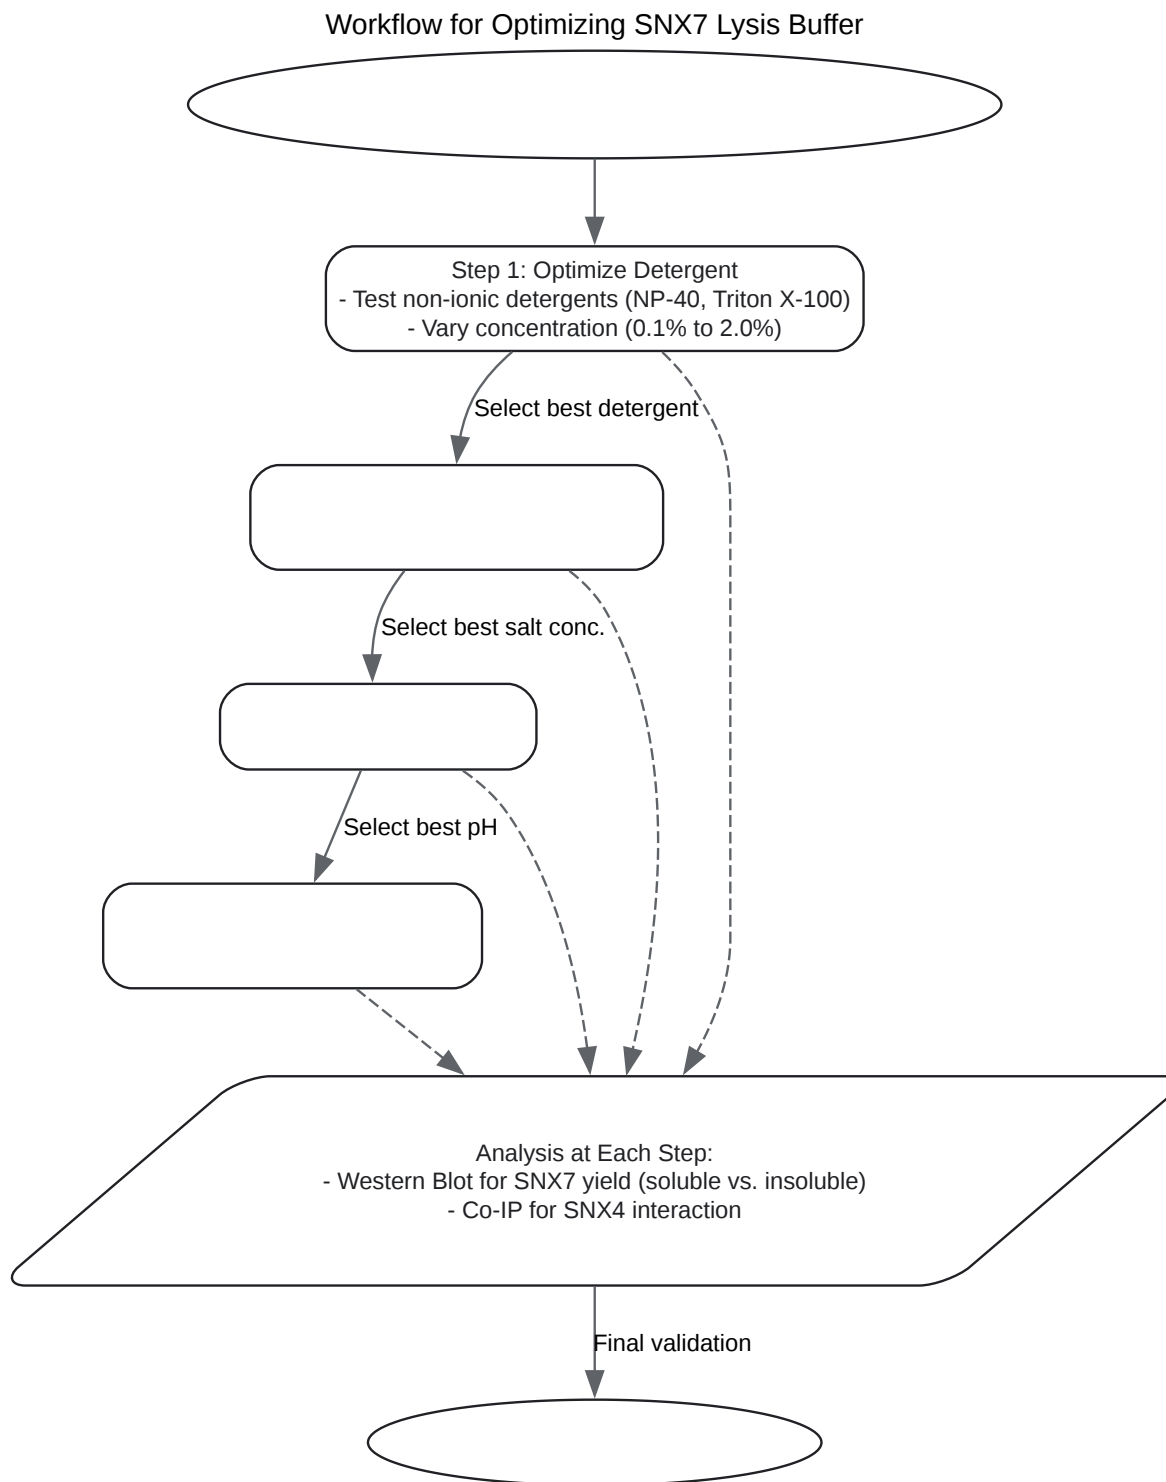 Workflow for Optimizing SNX7 Lysis Buffer
Step 1: Optimize Detergent
- Test non-ionic detergents (NP-40, Triton X-100)
- Vary concentration (0.1% to 2.0%)
Select best detergent
Select best salt conc.
Select best pH
Analysis at Each Step:
- Western Blot for SNX7 yield (soluble vs. insoluble)
- Co-IP for SNX4 interaction
Final validation